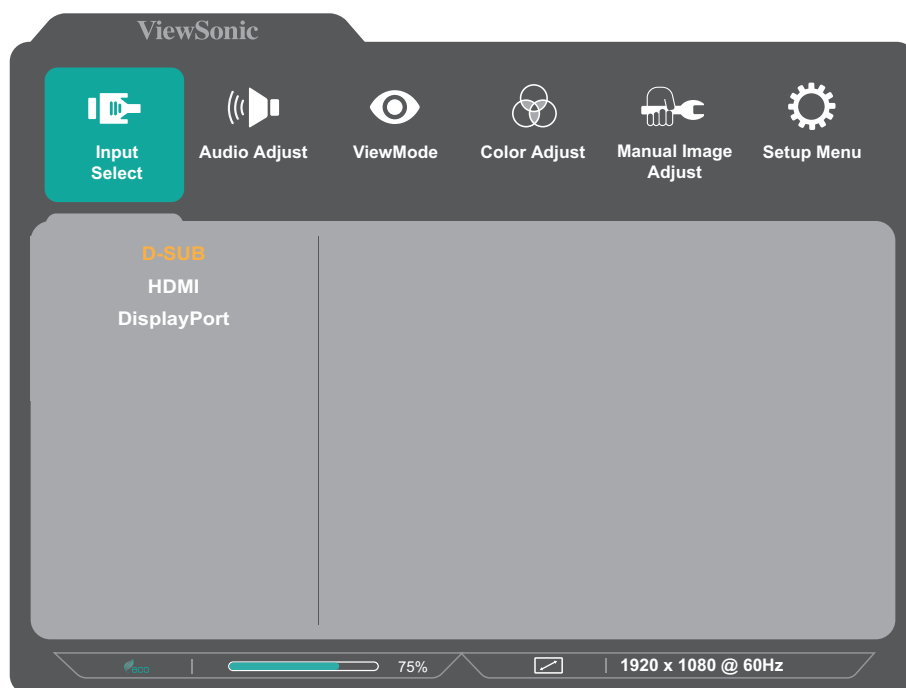 ViewSonic
Input
Select
Audio Adjust
ViewMode
Color Adjust
Manual Image
Adjust
Setup Menu
D-SUB
HDMI
DisplayPort
eco
75%
1920 x 1080 @ 60Hz